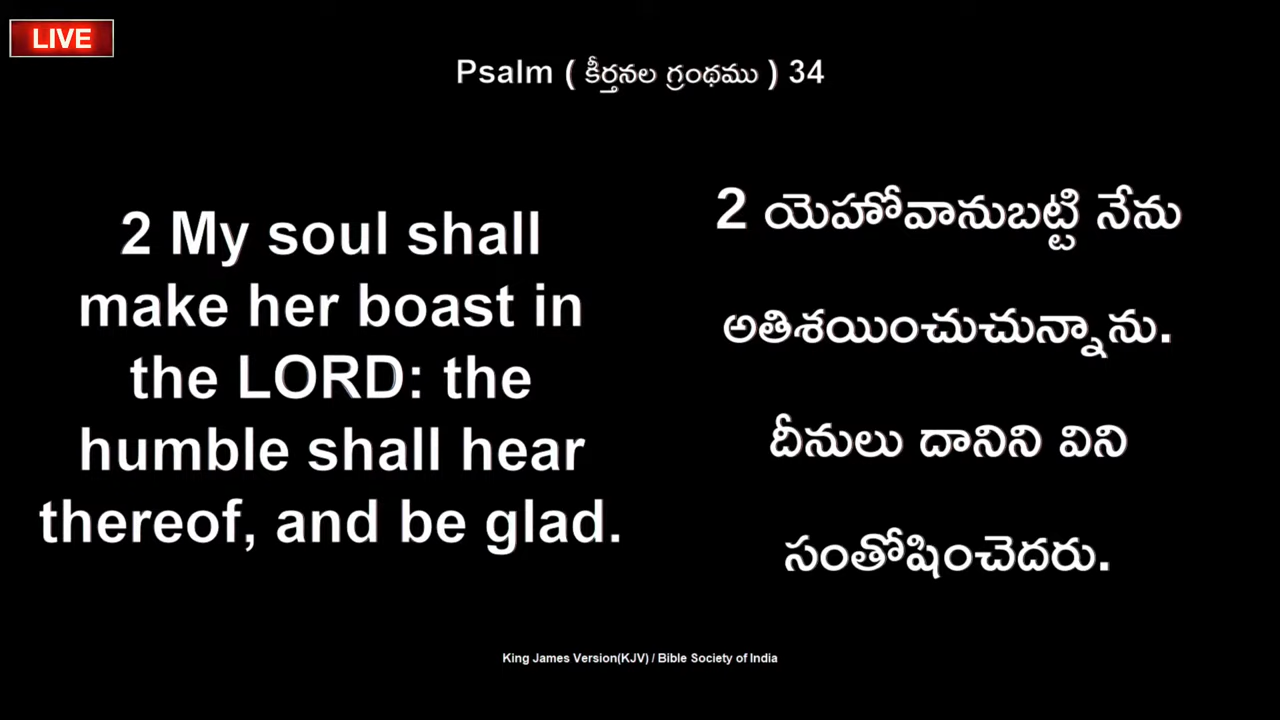 LIVE
Psalm ( కీర్తనల గ్రంథము ) 34
2 My soul shall
make her boast in
the LORD: the
humble shall hear
thereof, and be glad.
2 యెహోవానుబట్టి నేను
అతిశయించుచున్నాను.
దీనులు దానిని విని
సంతోషించెదరు.
King James Version(KJV) / Bible Society of India